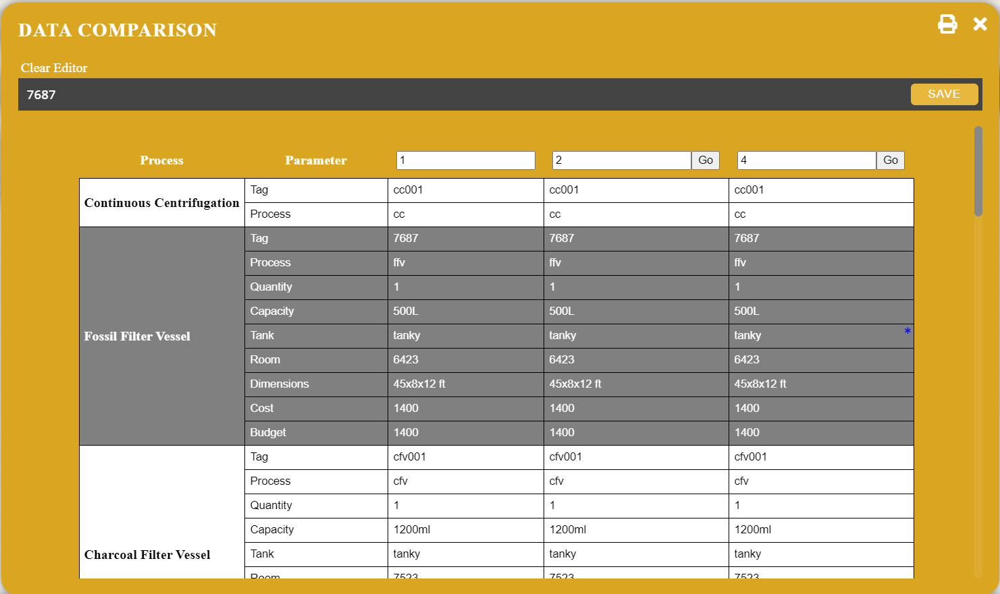 DATA COMPARISON
Clear Editor
7687 SAVE
Process Parameter 1 2 Go 4 Go
Continuous Centrifugation
Tag cc001 cc001 cc001
Process cc cc cc
Fossil Filter Vessel
Tag 7687 7687 7687
Process ffv ffv ffv
Quantity 1 1 1
Capacity 500L 500L 500L
Tank tanky tanky tanky *
Room 6423 6423 6423
Dimensions 45x8x12 ft 45x8x12 ft 45x8x12 ft
Cost 1400 1400 1400
Budget 1400 1400 1400
Charcoal Filter Vessel
Tag cfv001 cfv001 cfv001
Process cfv cfv cfv
Quantity 1 1 1
Capacity 1200ml 1200ml 1200ml
Tank tanky tanky tanky
Room 7523 7523 7523